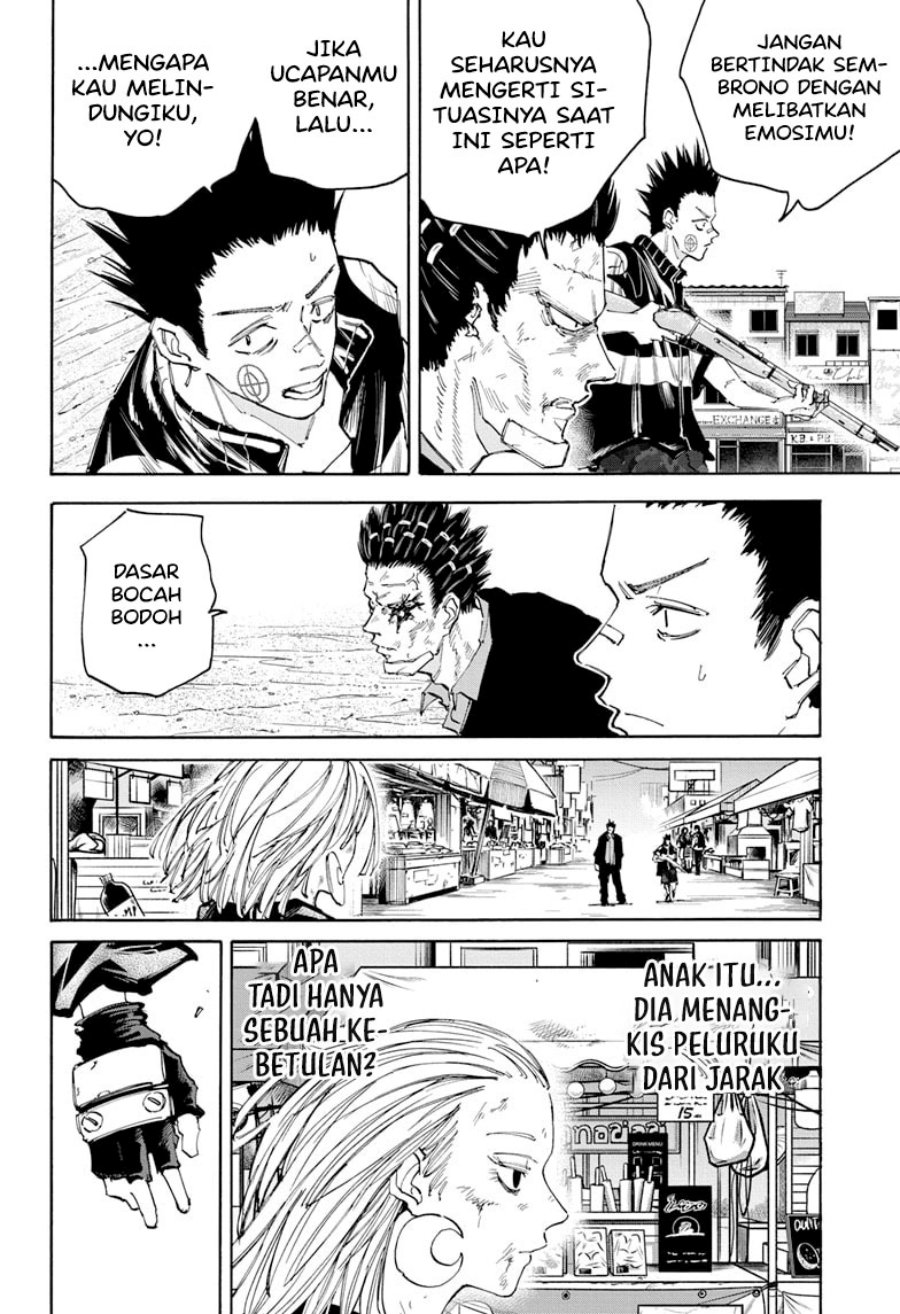 JANGAN
BERTINDAK SEM-
BRONO DENGAN
MELIBATKAN
EMOSIMU!
KAU
SEHARUSNYA
MENGERTI SI-
TUASINYA SAAT
INI SEPERTI
APA!
EXCHANGE
K.B. & P.B
JIKA
UCAPANMU
BENAR,
LALU...
...MENGAPA
KAU MELIN-
DUNGIKU,
YO!
DASAR
BOCAH
BODOH
...
ANAK ITU...
DIA MENANG-
KIS PELURUKU
DARI JARAK
15
DRINK MENU
APA
TADI HANYA
SEBUAH KE-
BETULAN?